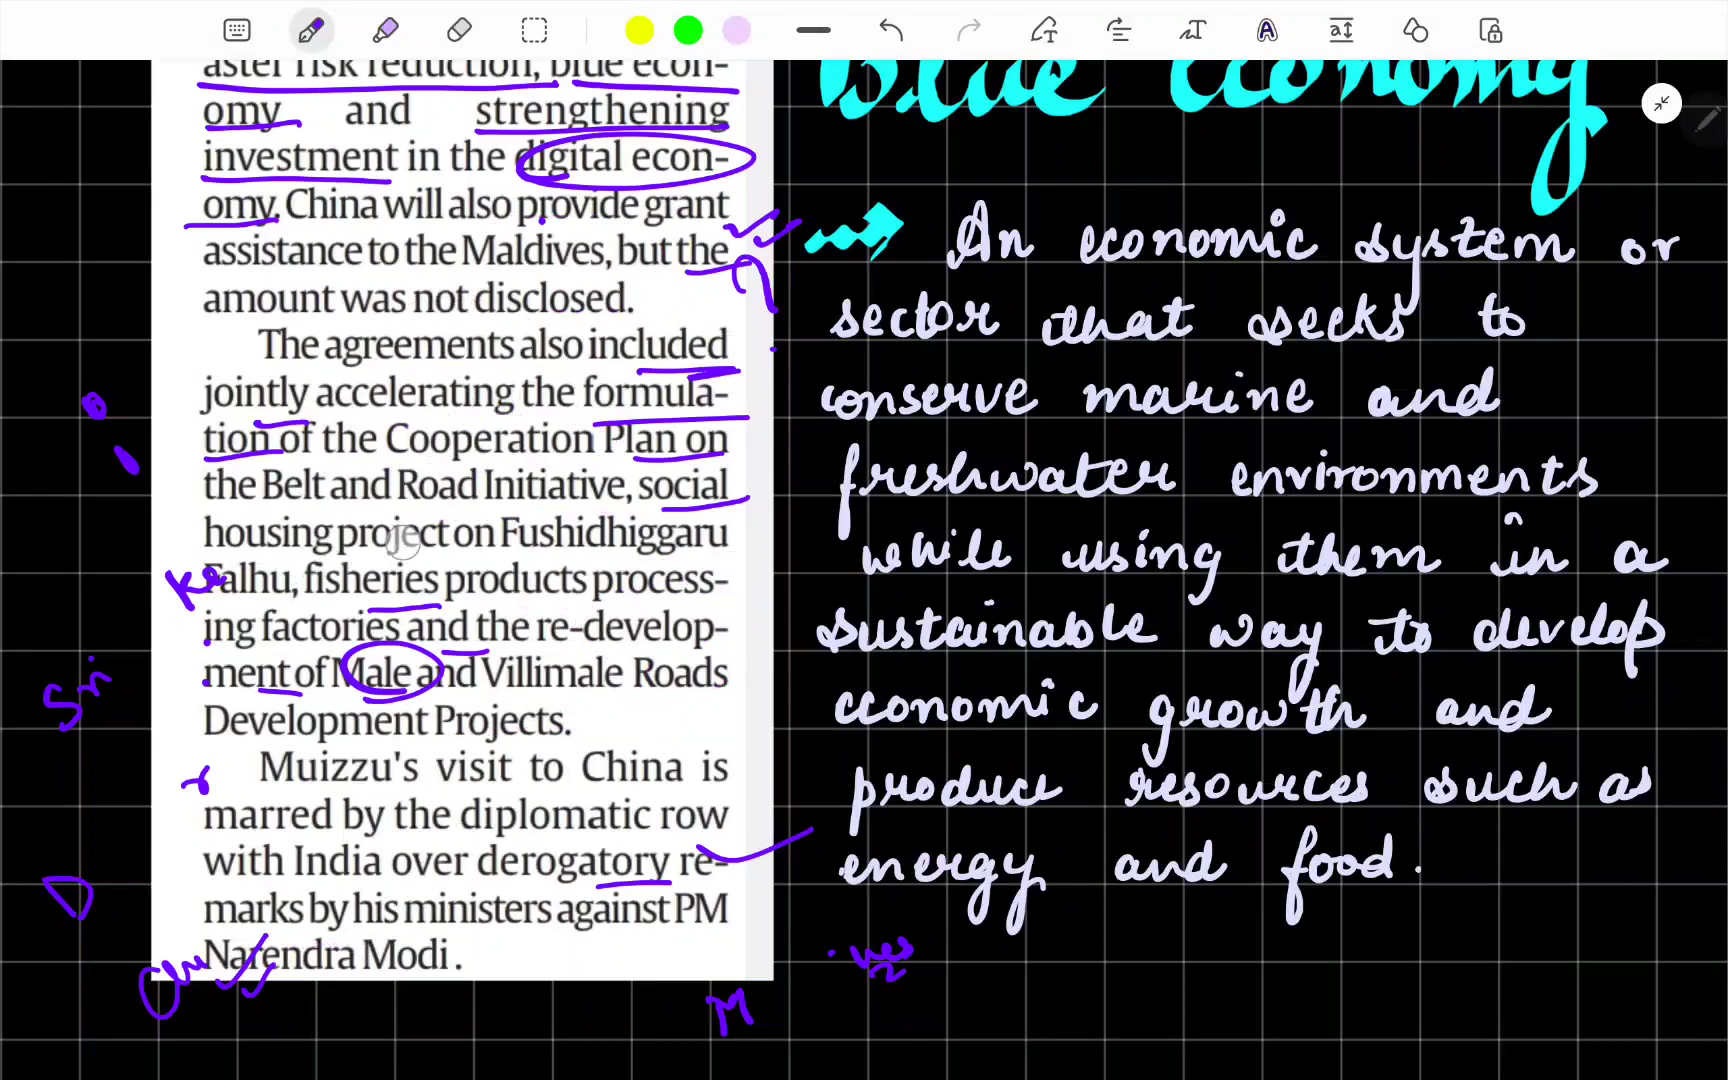 aster risk reduction, blue econ-
omy and strengthening
investment in the digital econ-
omy. China will also provide grant
assistance to the Maldives, but the
amount was not disclosed.
The agreements also included
jointly accelerating the formula-
tion of the Cooperation Plan on
the Belt and Road Initiative, social
housing project on Fushidhiggaru
Falhu, fisheries products process-
ing factories and the re-develop-
ment of Male and Villimale Roads
Development Projects.
Muizzu's visit to China is
marred by the diplomatic row
with India over derogatory re-
marks by his ministers against PM
Narendra Modi.
Ke
Sri
M
Blue Economy
An economic system or
sector that seeks to
conserve marine and
freshwater environments
while using them in a
sustainable way to develop
economic growth and
produce resources such as
energy and food.